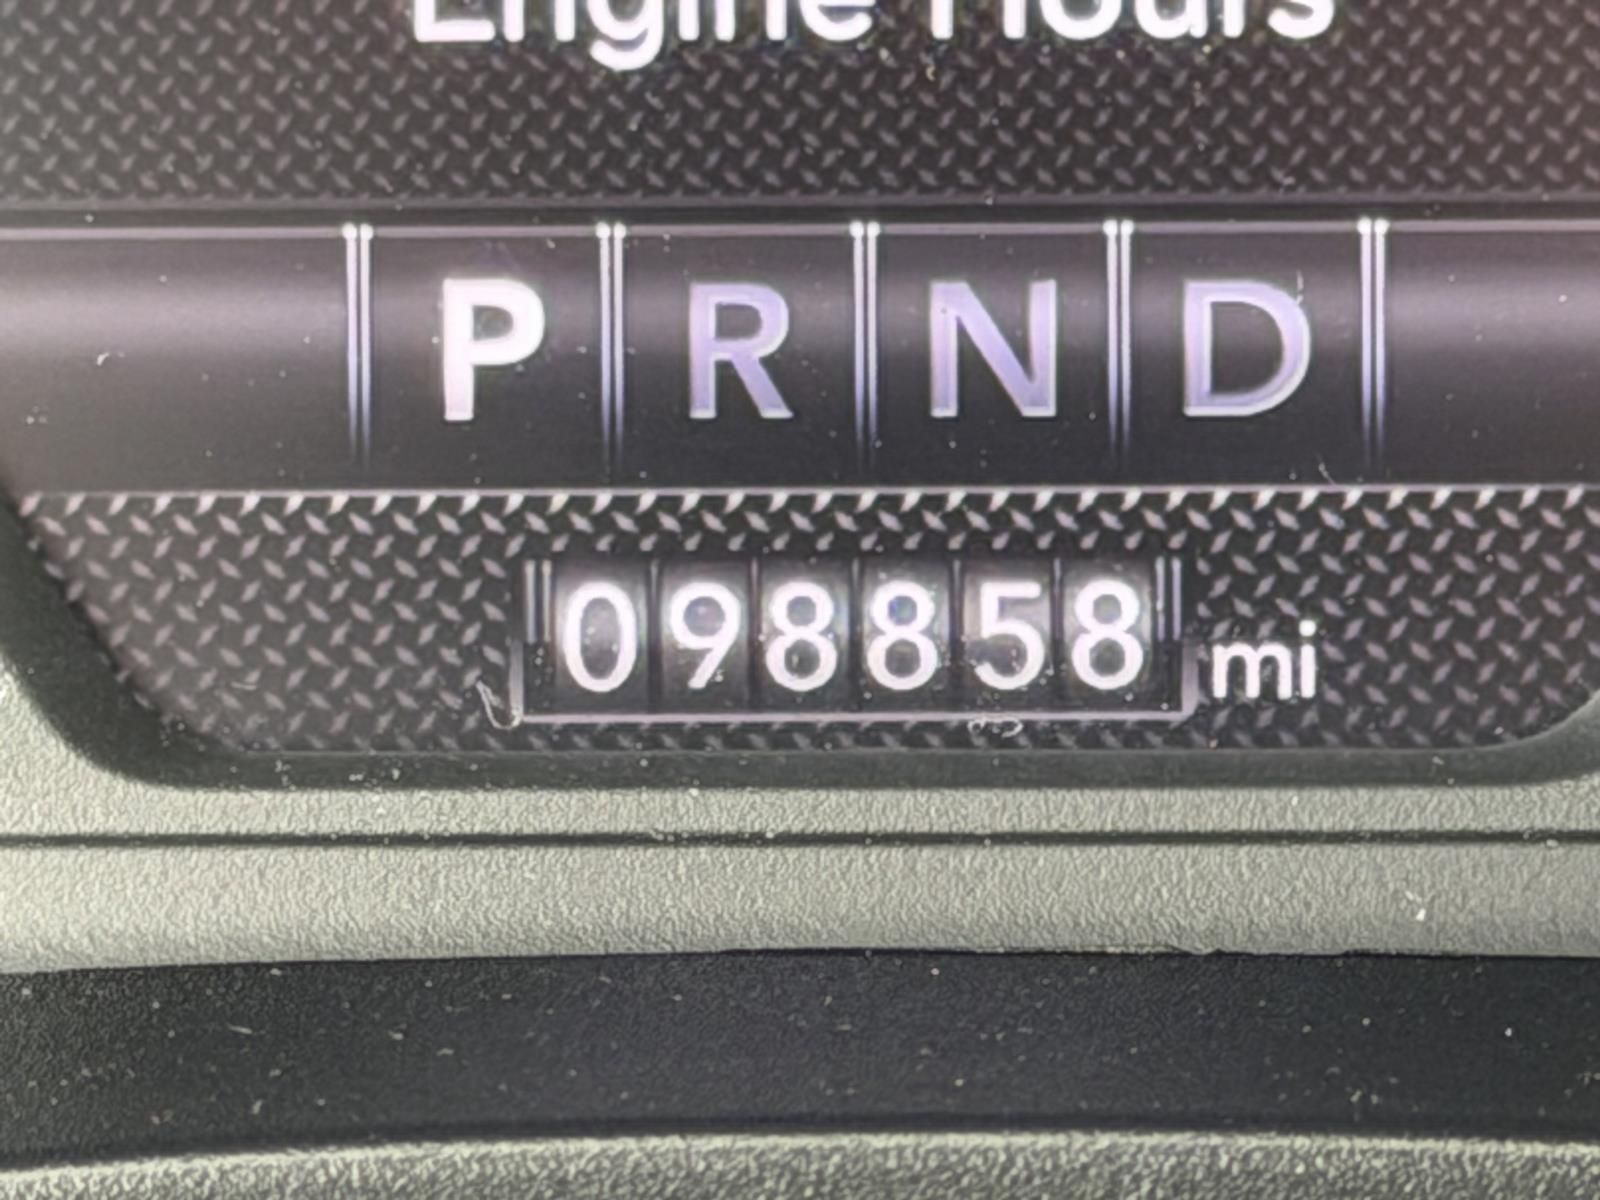 Engine Hours
P R N D
098858 mi